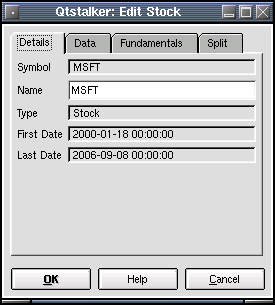 Qtstalker: Edit Stock
Details Data Fundamentals Split
Symbol MSFT
Name MSFT
Type Stock
First Date 2000-01-18 00:00:00
Last Date 2006-09-08 00:00:00
OK Help Cancel